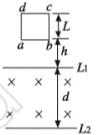 d c
L
a b
h
L₁
× × ×
d
× × ×
L₂